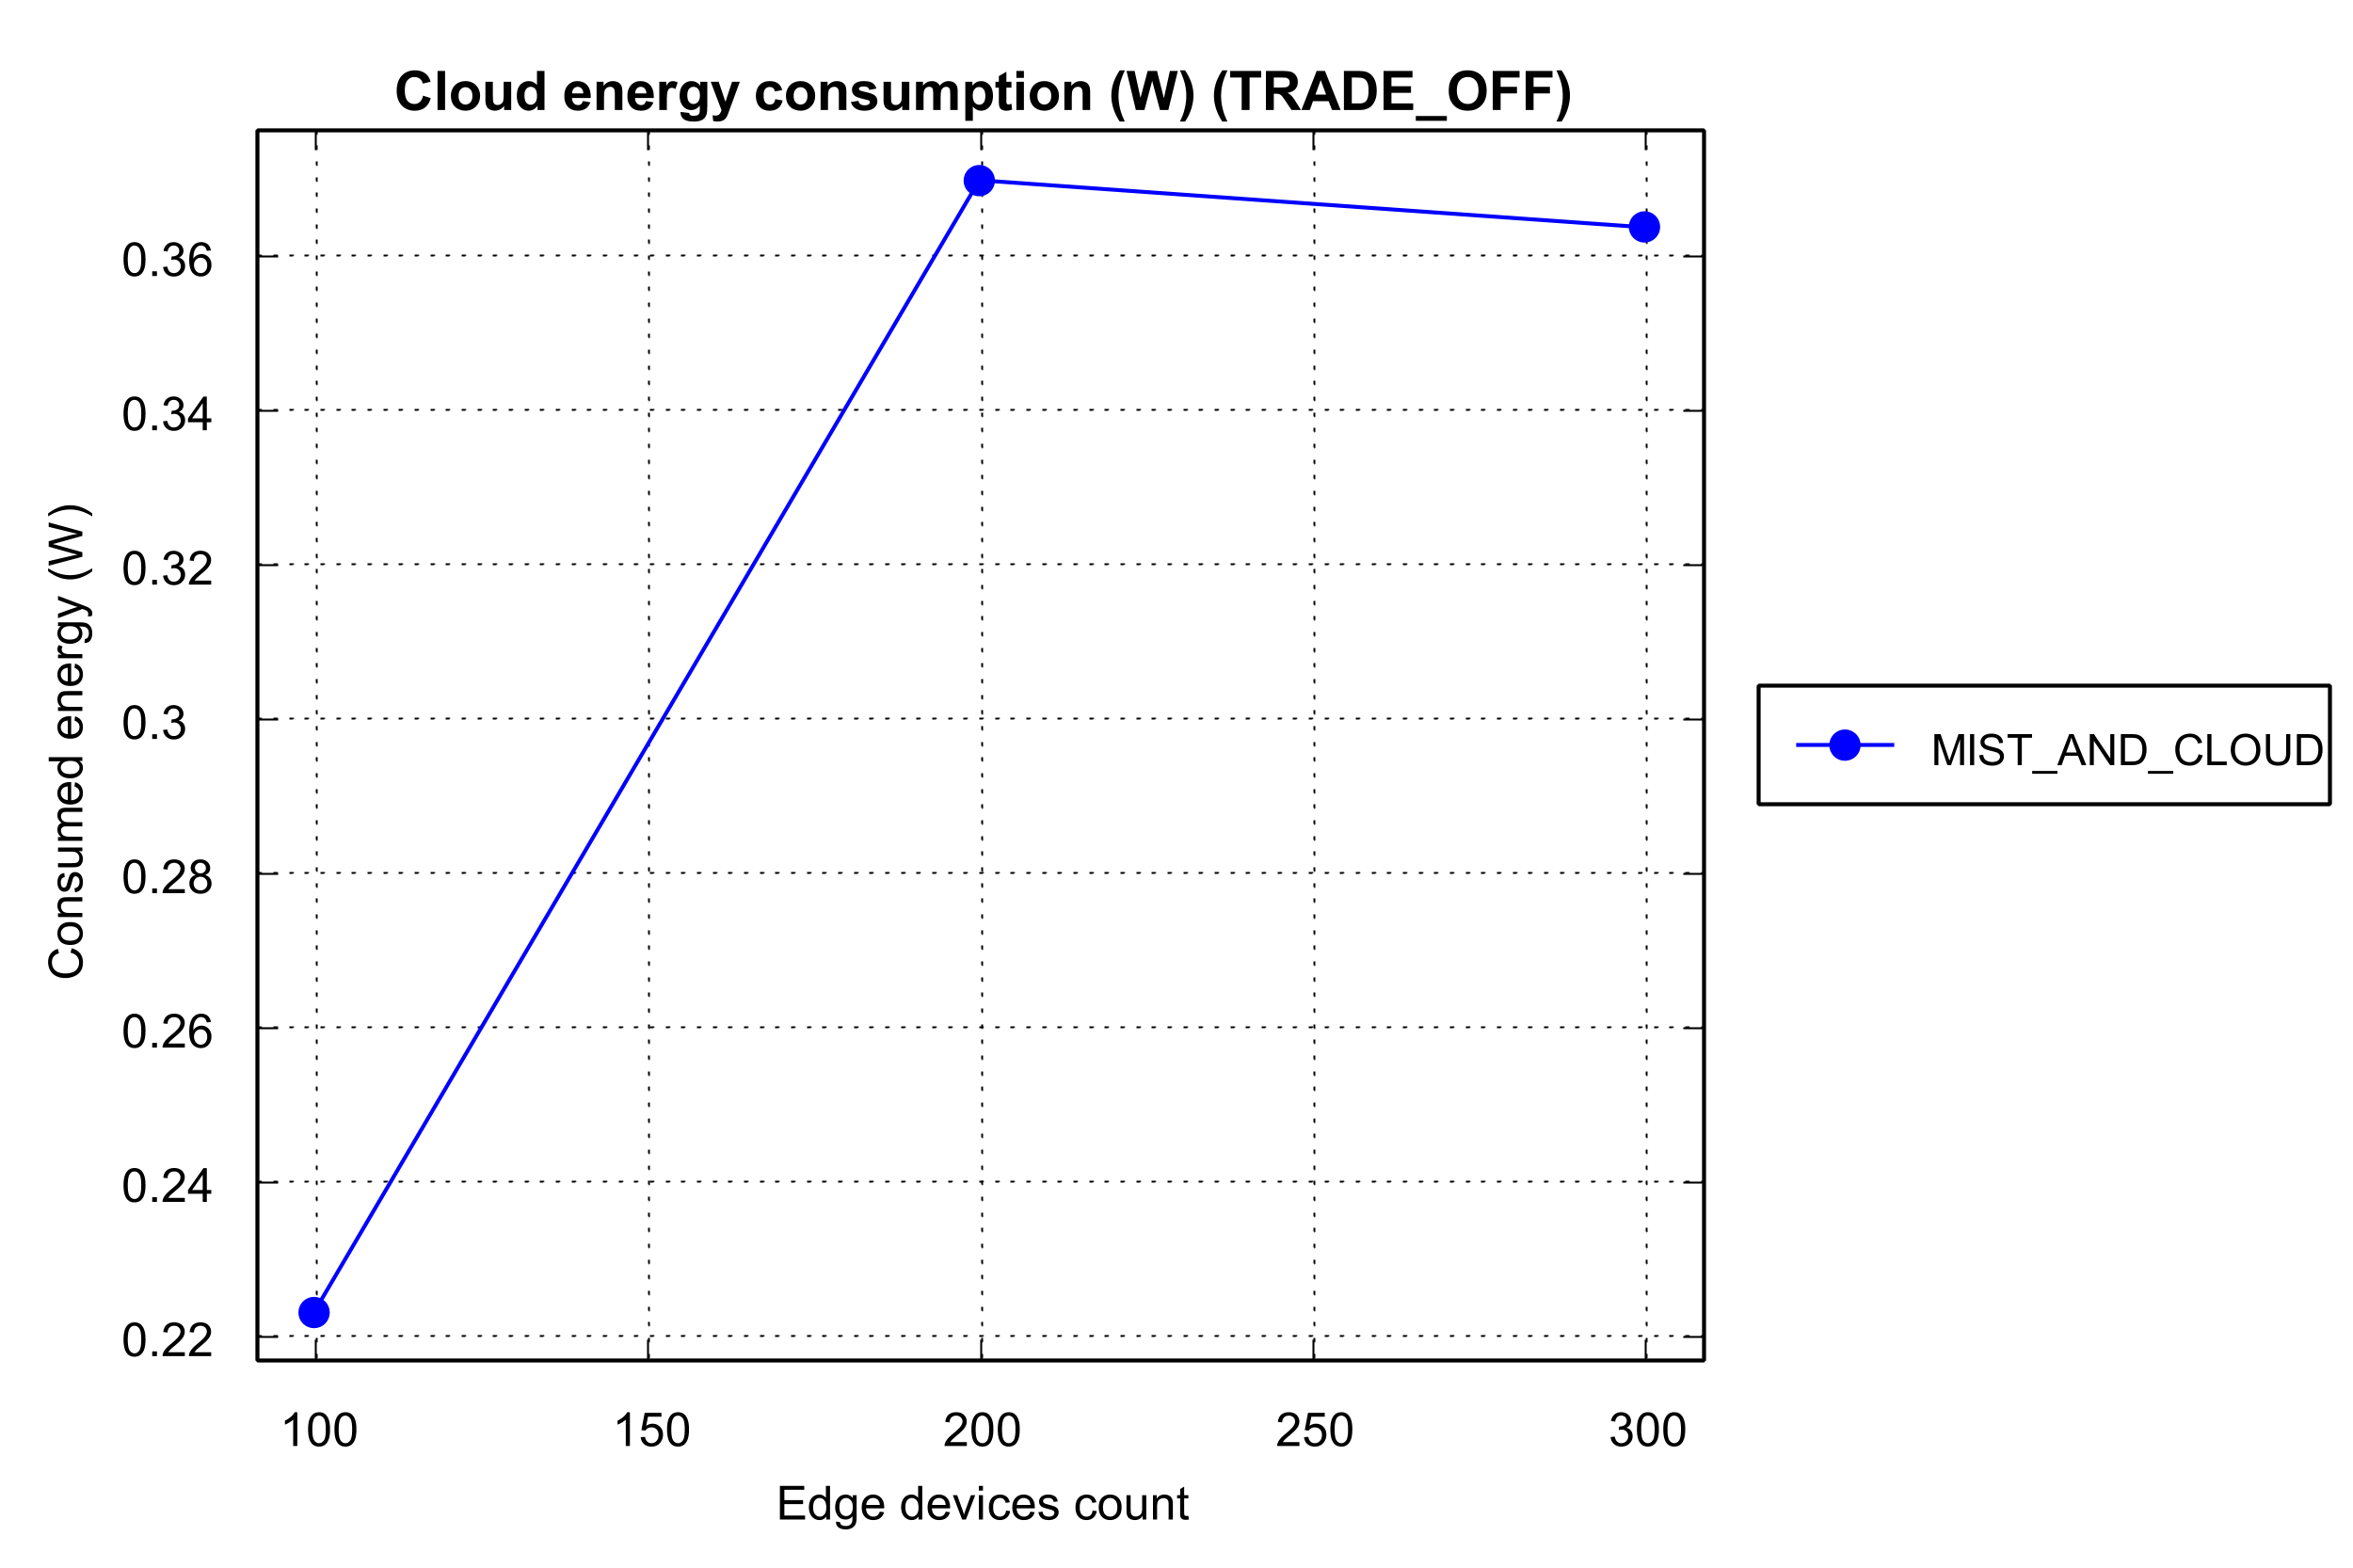 Cloud energy consumption (W) (TRADE_OFF)
Consumed energy (W)
0.36
0.34
0.32
0.3
0.28
0.26
0.24
0.22
100 150 200 250 300
Edge devices count
MIST_AND_CLOUD